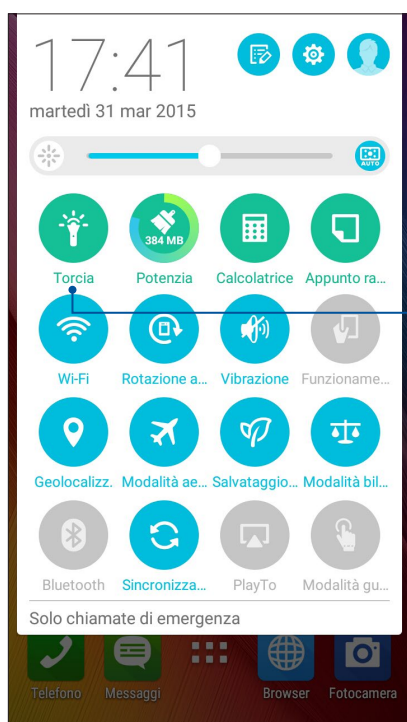 17:41
martedì 31 mar 2015
AUTO
384 MB
Torcia Potenzia Calcolatrice Appunto ra...
Wi-Fi Rotazione a... Vibrazione Funzioname...
Geolocalizz. Modalità ae... Salvataggio... Modalità bil...
Bluetooth Sincronizza... PlayTo Modalità gu...
Solo chiamate di emergenza
Telefono Messaggi Browser Fotocamera